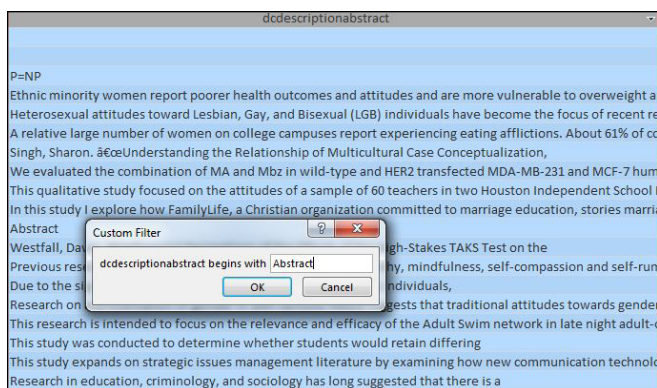 dcdescriptionabstract
P=NP
Ethnic minority women report poorer health outcomes and attitudes and are more vulnerable to overweight a
Heterosexual attitudes toward Lesbian, Gay, and Bisexual (LGB) individuals have become the focus of recent re
A relative large number of women on college campuses report experiencing eating afflictions. About 61% of co
Singh, Sharon. â€œUnderstanding the Relationship of Multicultural Case Conceptualization,
We evaluated the combination of MA and Mbz in wild-type and HER2 transfected MDA-MB-231 and MCF-7 hum
This qualitative study focused on the attitudes of a sample of 60 teachers in two Houston Independent School
In this study I explore how FamilyLife, a Christian organization committed to marriage education, stories marria
Abstract
Custom Filter
Westfall, Dav gh-Stakes TAKS Test on the
dcdescriptionabstract begins with Abstract
Previous rese hy, mindfulness, self-compassion and self-run
OK Cancel
Due to the si ndividuals,
Research on gests that traditional attitudes towards gender
This research is intended to focus on the relevance and efficacy of the Adult Swim network in late night adult-o
This study was conducted to determine whether students would retain differing
This study expands on strategic issues management literature by examining how new communication technolo
Research in education, criminology, and sociology has long suggested that there is a